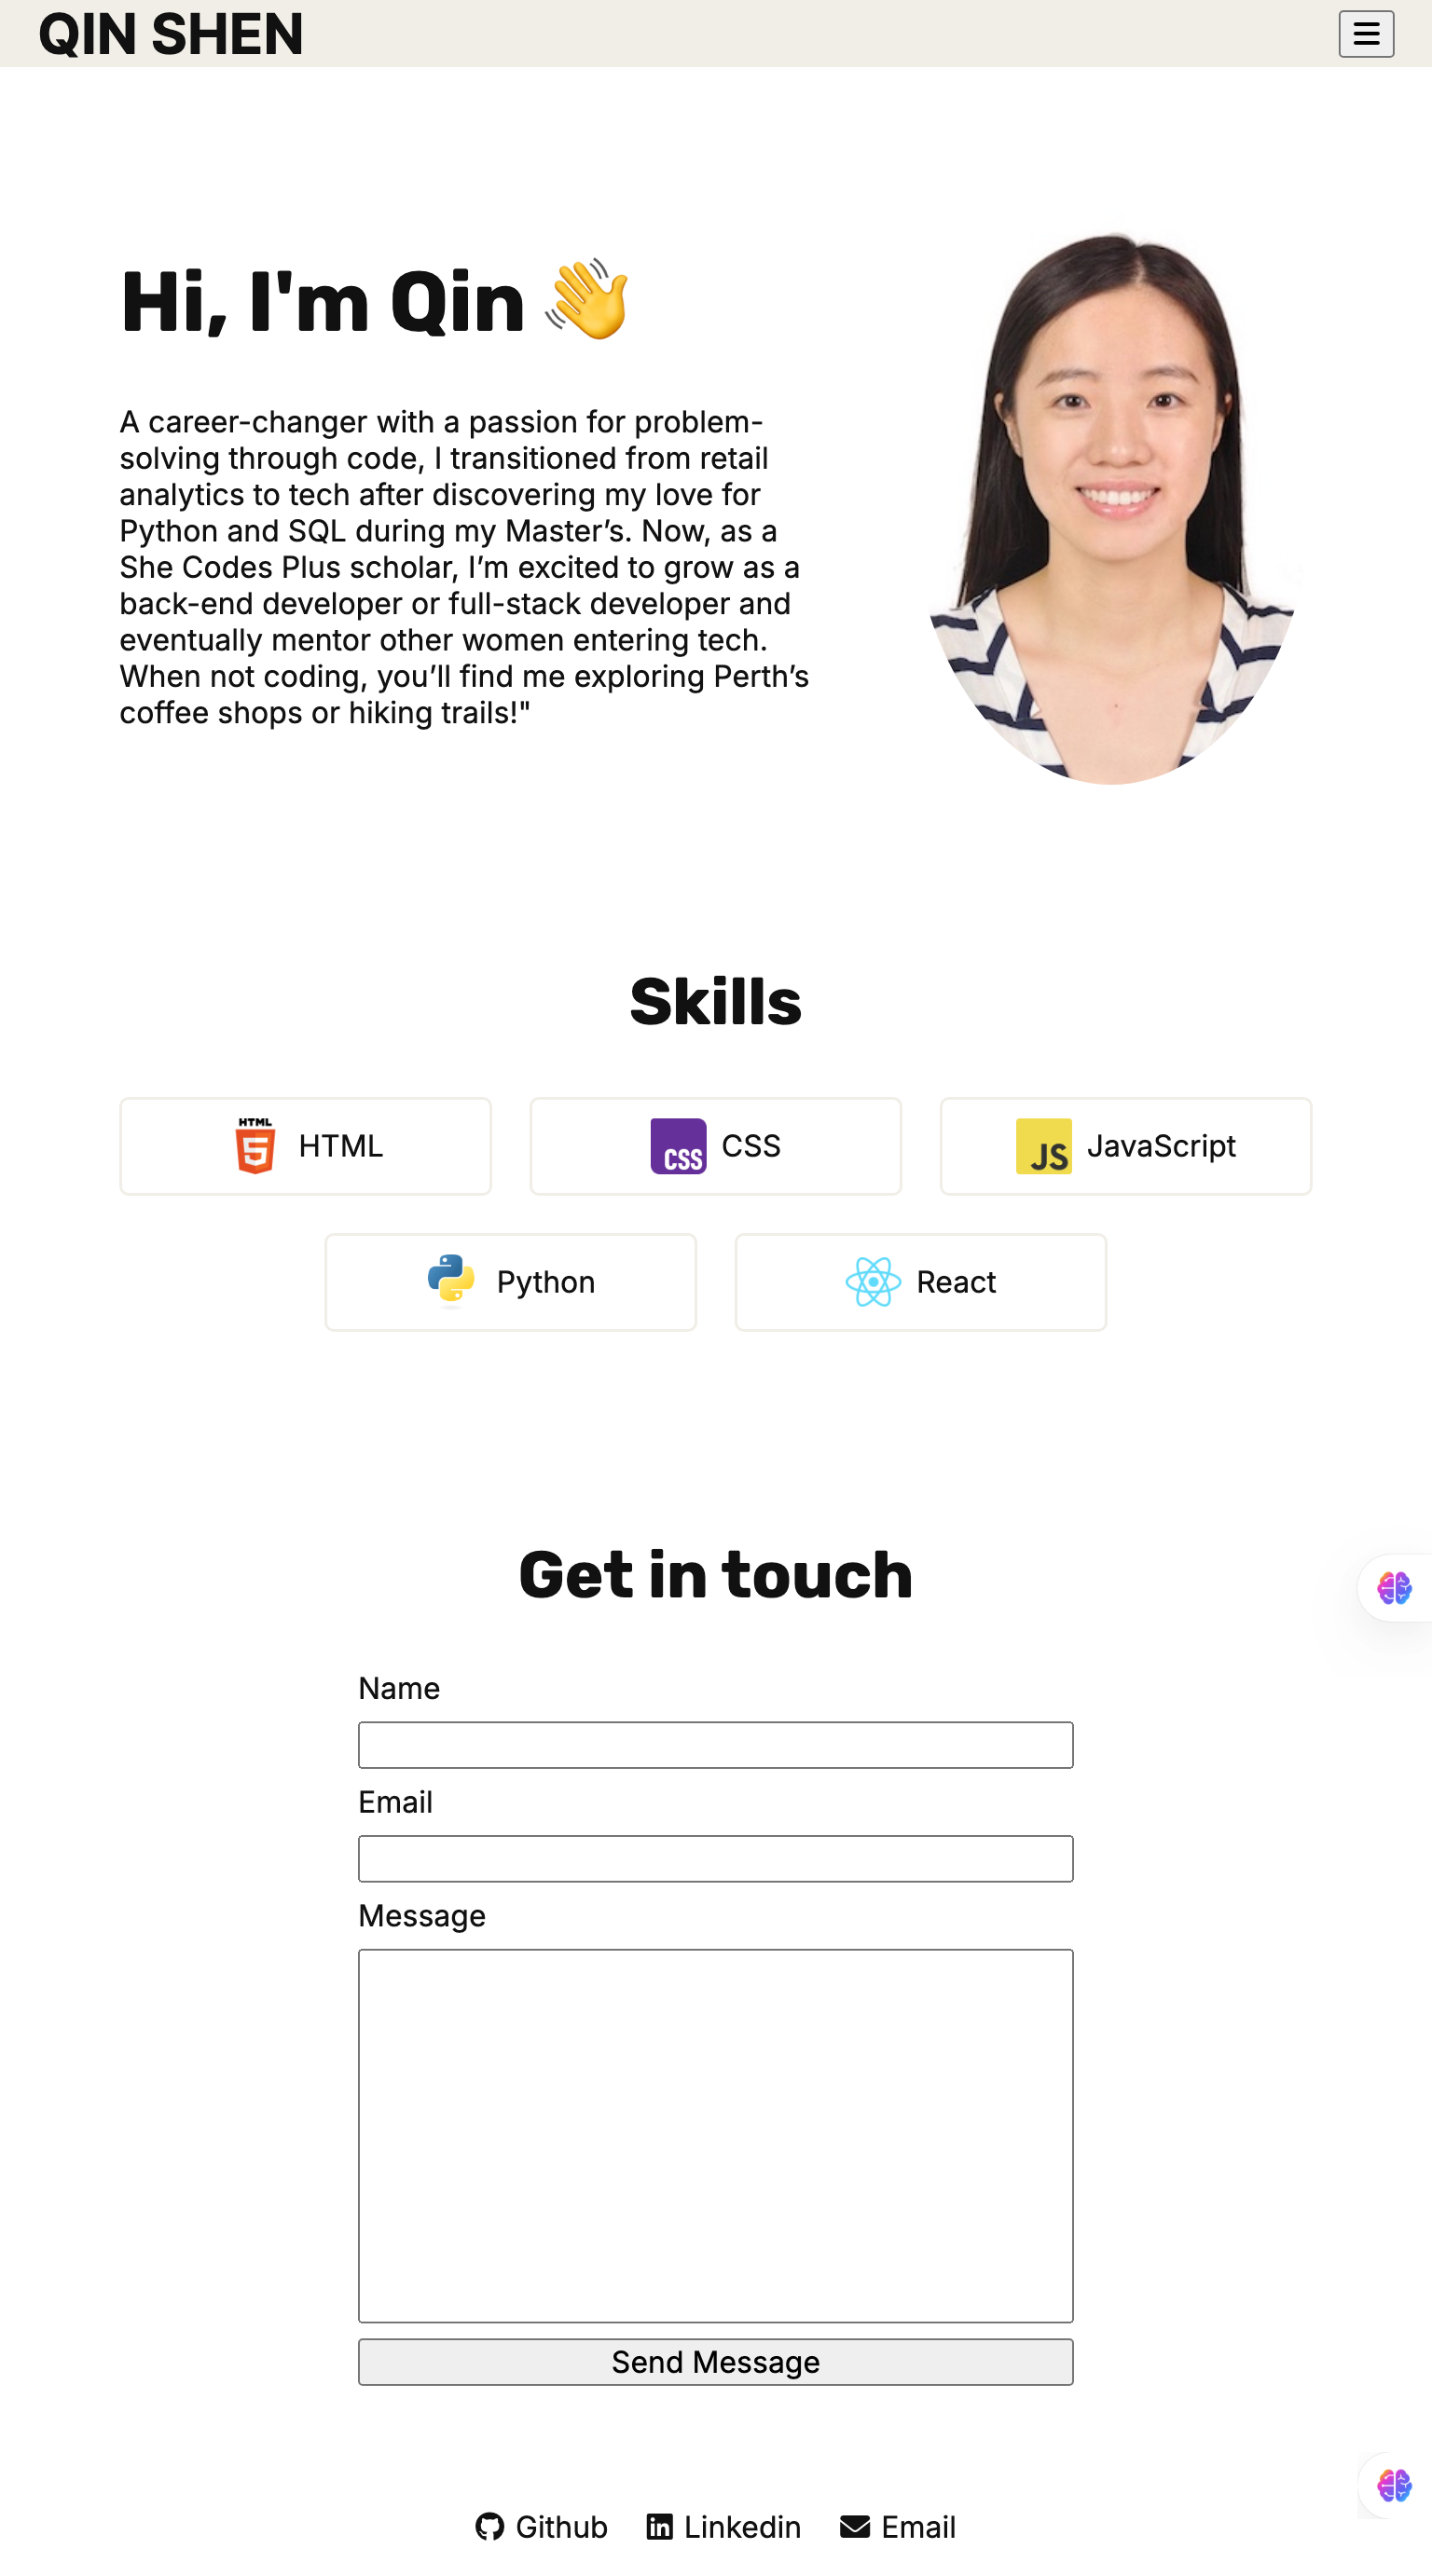 QIN SHEN
Hi, I'm Qin 👋
A career-changer with a passion for problem-
solving through code, I transitioned from retail
analytics to tech after discovering my love for
Python and SQL during my Master’s. Now, as a
She Codes Plus scholar, I’m excited to grow as a
back-end developer or full-stack developer and
eventually mentor other women entering tech.
When not coding, you’ll find me exploring Perth’s
coffee shops or hiking trails!"
Skills
HTML
5
HTML
CSS
CSS
JS
JavaScript
Python
React
Get in touch
Name
Email
Message
Send Message
Github
in
Linkedin
Email